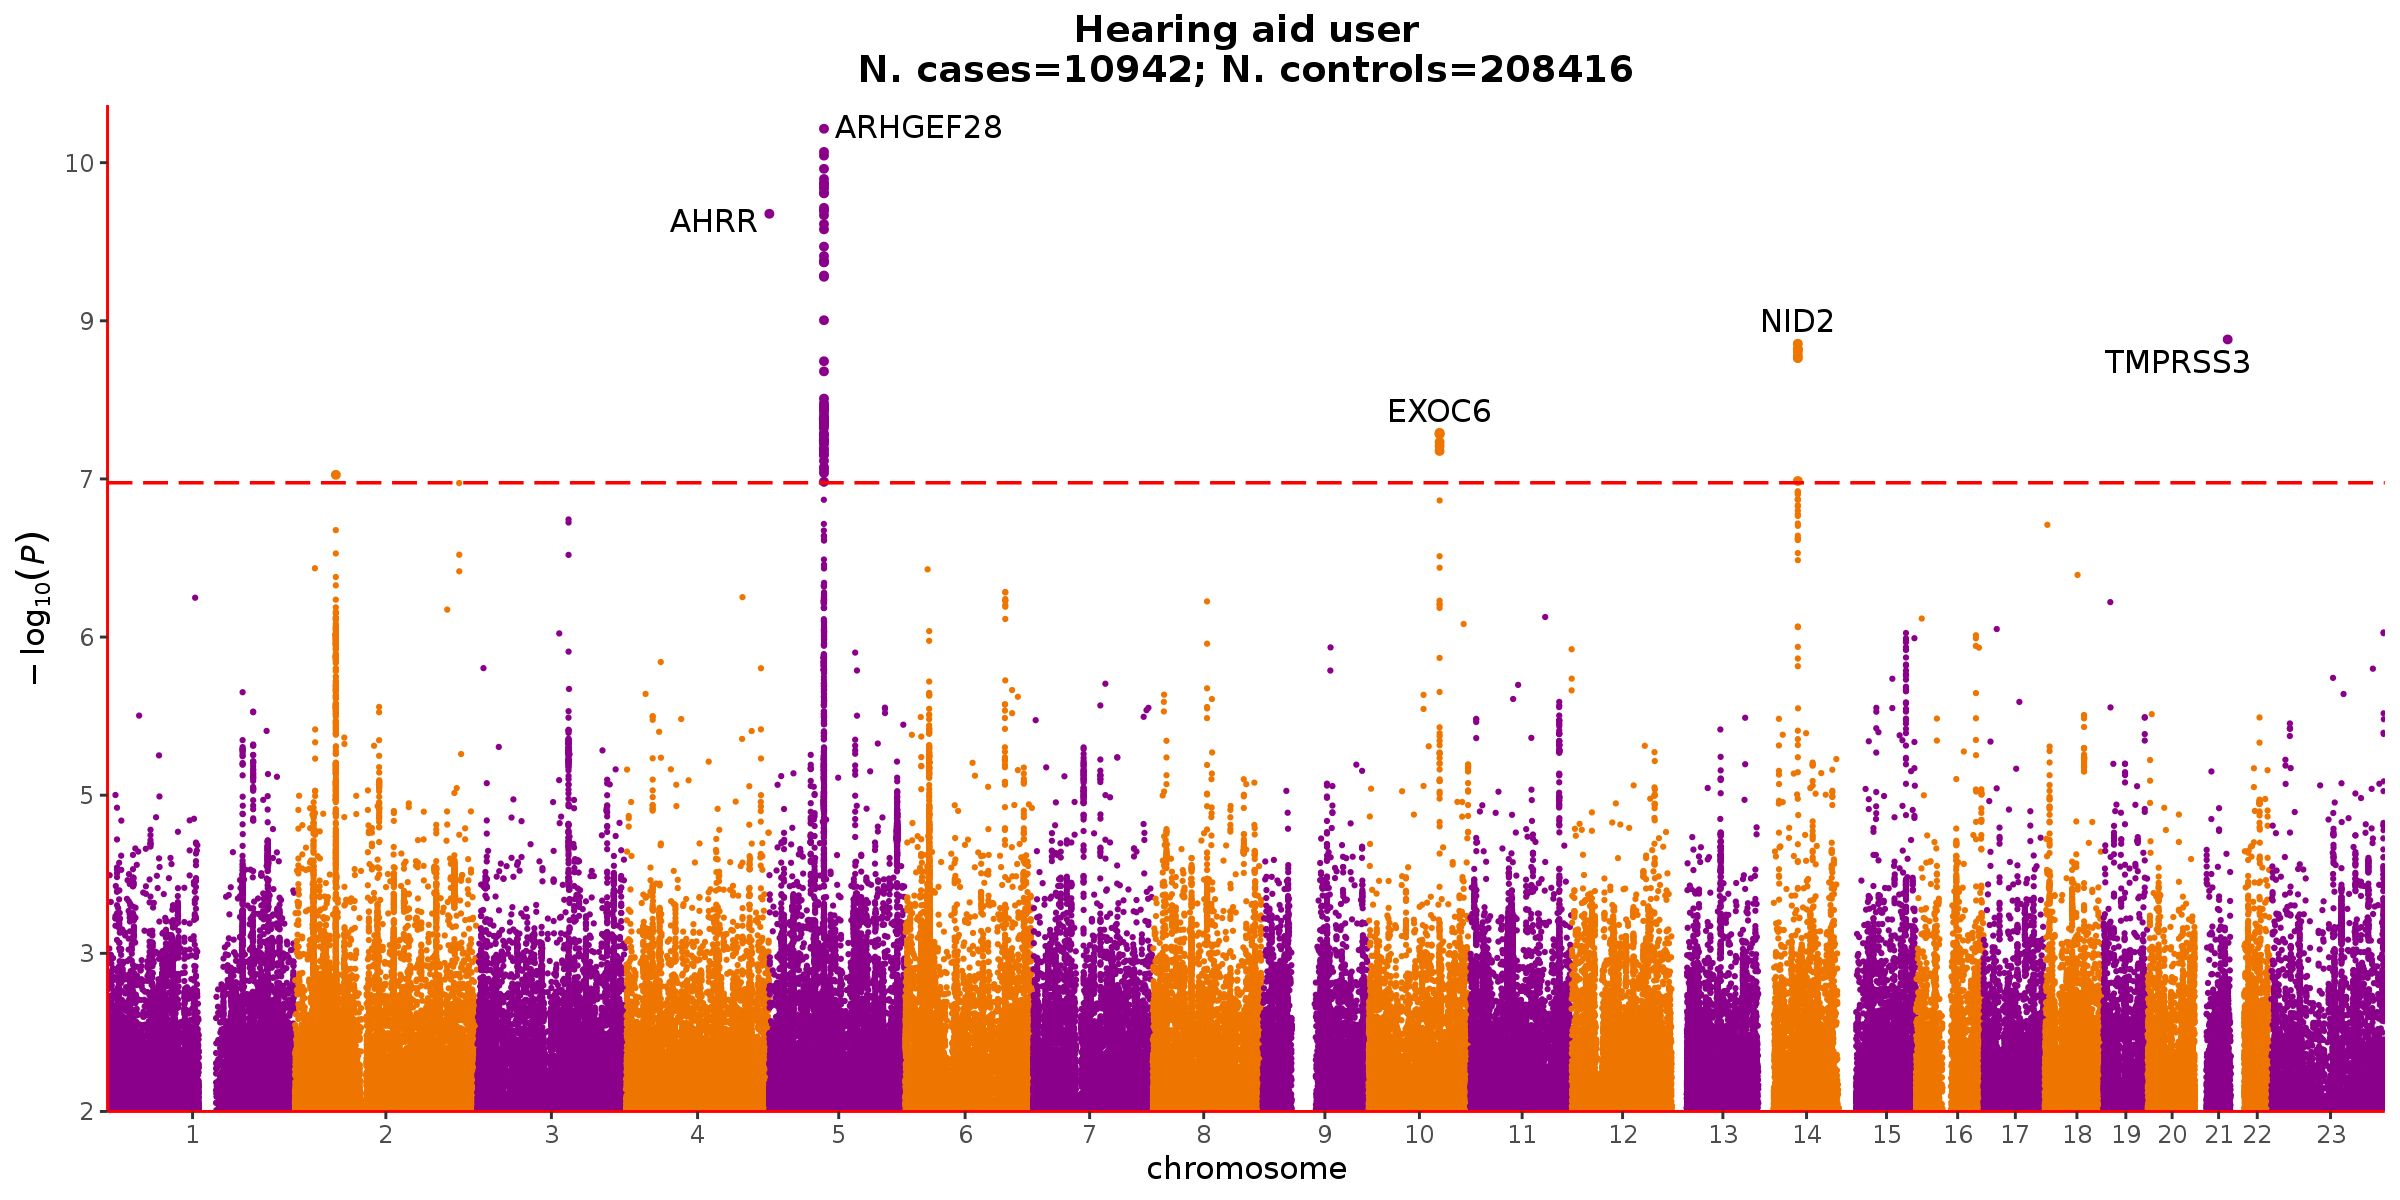 Hearing aid user
N. cases=10942; N. controls=208416
ARHGEF28
AHRR
NID2
TMPRSS3
EXOC6
10
9
7
6
5
3
2
−log10(P)
1 2 3 4 5 6 7 8 9 10 11 12 13 14 15 16 17 18 19 20 21 22 23
chromosome